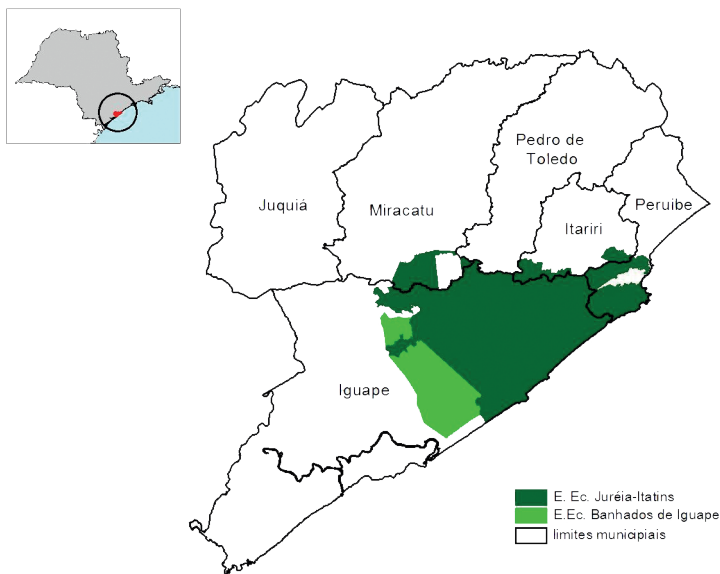 Pedro de
Toledo
Juquiá
Miracatu
Peruibe
Itariri
Iguape
E. Ec. Juréia-Itatins
E.Ec. Banhados de Iguape
limites municipiais